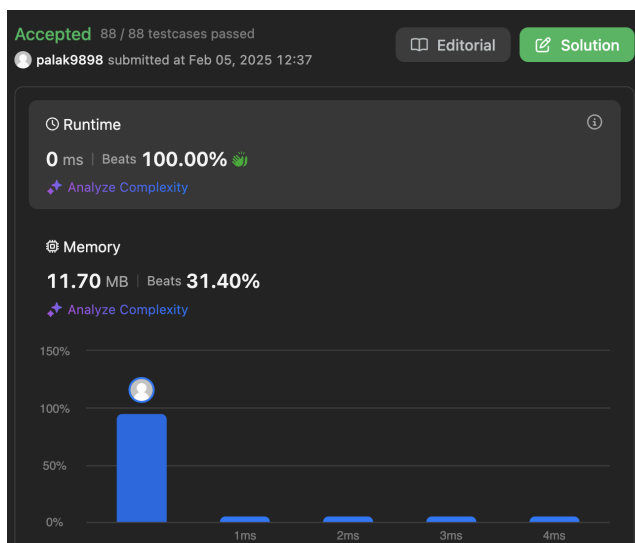 Accepted 88 / 88 testcases passed
Editorial
Solution
palak9898 submitted at Feb 05, 2025 12:37
Runtime
0 ms | Beats 100.00%
Analyze Complexity
Memory
11.70 MB | Beats 31.40%
Analyze Complexity
150%
100%
50%
0%
1ms 2ms 3ms 4ms